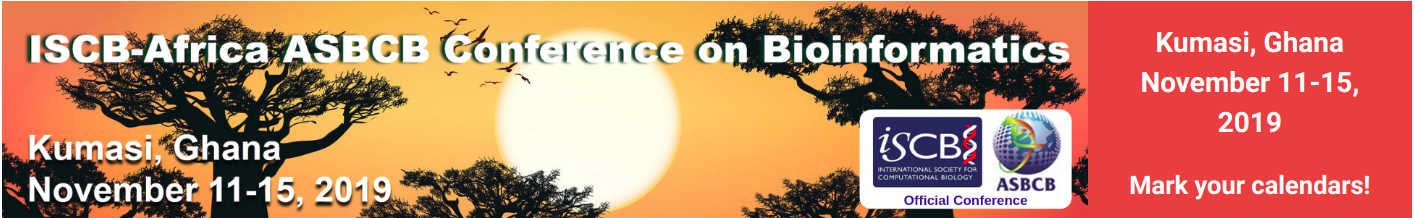 ISCB-Africa ASBCB Conference on Bioinformatics
Kumasi, Ghana
November 11-15, 2019
iSCB
INTERNATIONAL SOCIETY FOR
COMPUTATIONAL BIOLOGY
ASBCB
Official Conference
Kumasi, Ghana
November 11-15,
2019
Mark your calendars!